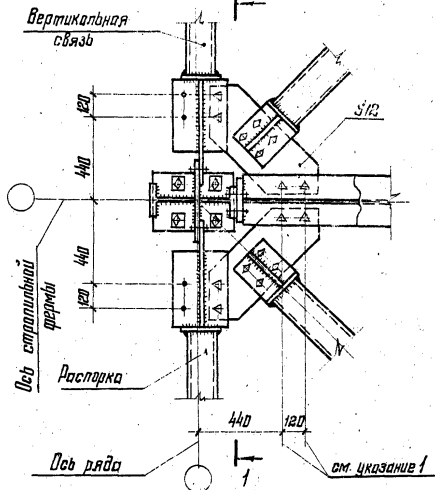 Вертикальная
связь
120
440
440
120
Ось стропильной
фермы
S12
Распорка
440
120
Ось ряда
1
см. указание 1